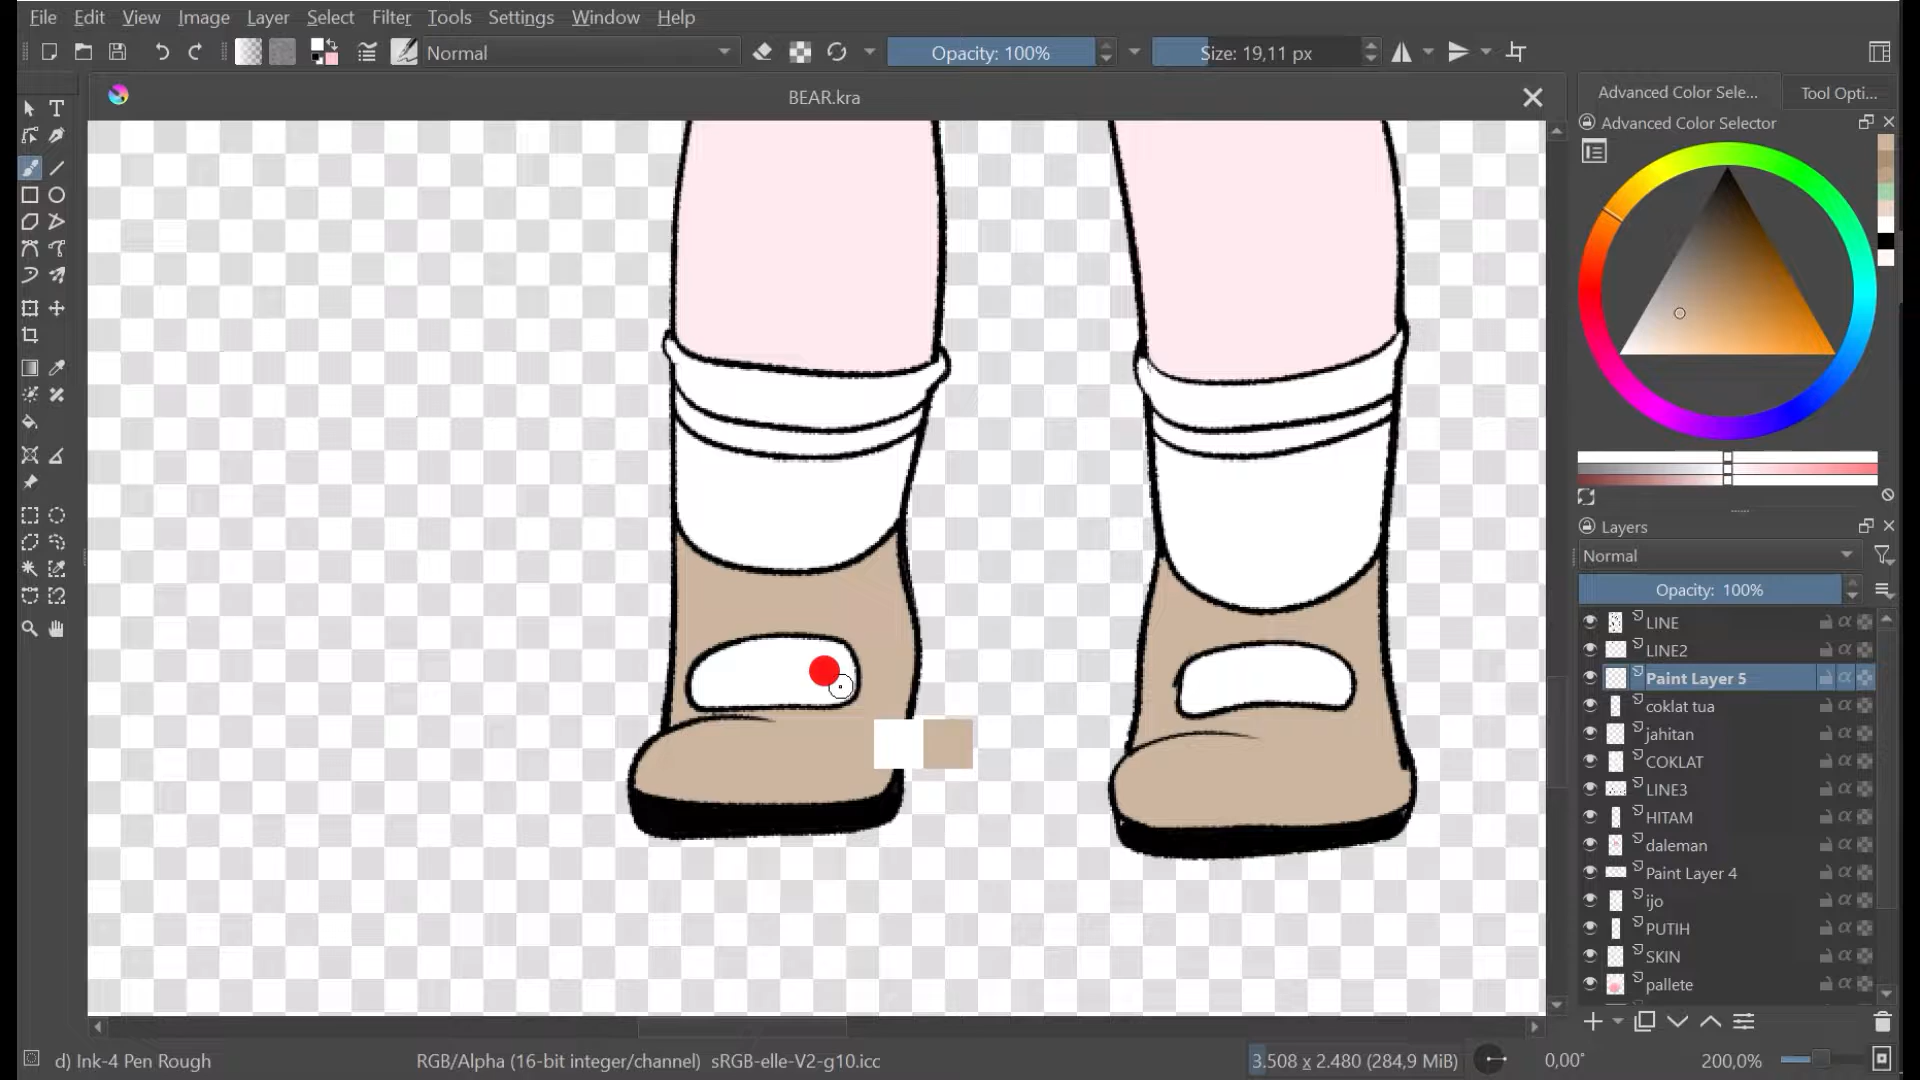 File Edit View Image Layer Select Filter Tools Settings Window Help
Normal Opacity: 100% Size: 19,11 px
BEAR.kra
Advanced Color Sele... Tool Opti...
Advanced Color Selector
Layers
Normal
Opacity: 100%
LINE
LINE2
Paint Layer 5
coklat tua
jahitan
COKLAT
LINE3
HITAM
daleman
Paint Layer 4
ijo
PUTIH
SKIN
pallete
d) Ink-4 Pen Rough RGB/Alpha (16-bit integer/channel) sRGB-elle-V2-g10.icc 3.508 x 2.480 (284,9 MiB) 0,00° 200,0%